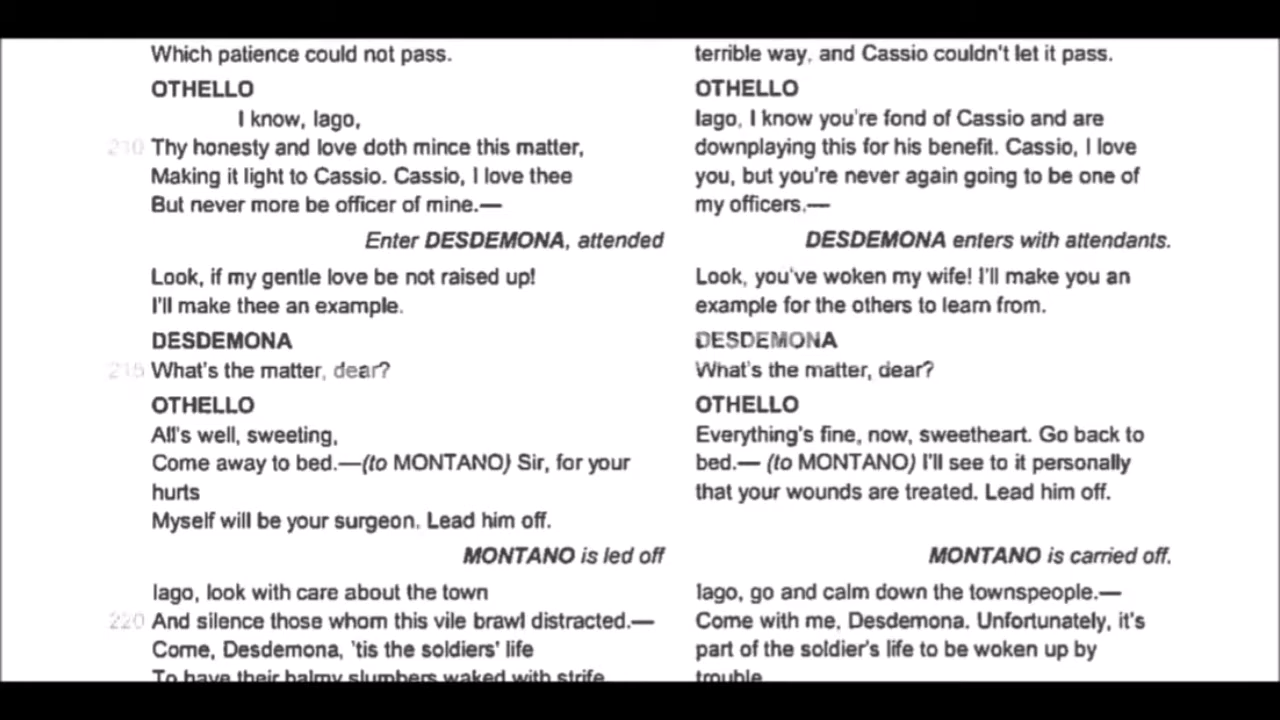 Which patience could not pass.
OTHELLO
I know, Iago,
210 Thy honesty and love doth mince this matter,
Making it light to Cassio. Cassio, I love thee
But never more be officer of mine.—
Enter DESDEMONA, attended
Look, if my gentle love be not raised up!
I'll make thee an example.
DESDEMONA
215 What's the matter, dear?
OTHELLO
All's well, sweeting,
Come away to bed.—(to MONTANO) Sir, for your
hurts
Myself will be your surgeon. Lead him off.
MONTANO is led off
Iago, look with care about the town
220 And silence those whom this vile brawl distracted.—
Come, Desdemona, 'tis the soldiers' life
To have their balmy slumbers waked with strife
terrible way, and Cassio couldn't let it pass.
OTHELLO
Iago, I know you're fond of Cassio and are
downplaying this for his benefit. Cassio, I love
you, but you're never again going to be one of
my officers.—
DESDEMONA enters with attendants.
Look, you've woken my wife! I'll make you an
example for the others to learn from.
DESDEMONA
What's the matter, dear?
OTHELLO
Everything's fine, now, sweetheart. Go back to
bed.— (to MONTANO) I'll see to it personally
that your wounds are treated. Lead him off.
MONTANO is carried off.
Iago, go and calm down the townspeople.—
Come with me, Desdemona. Unfortunately, it's
part of the soldier's life to be woken up by
trouble